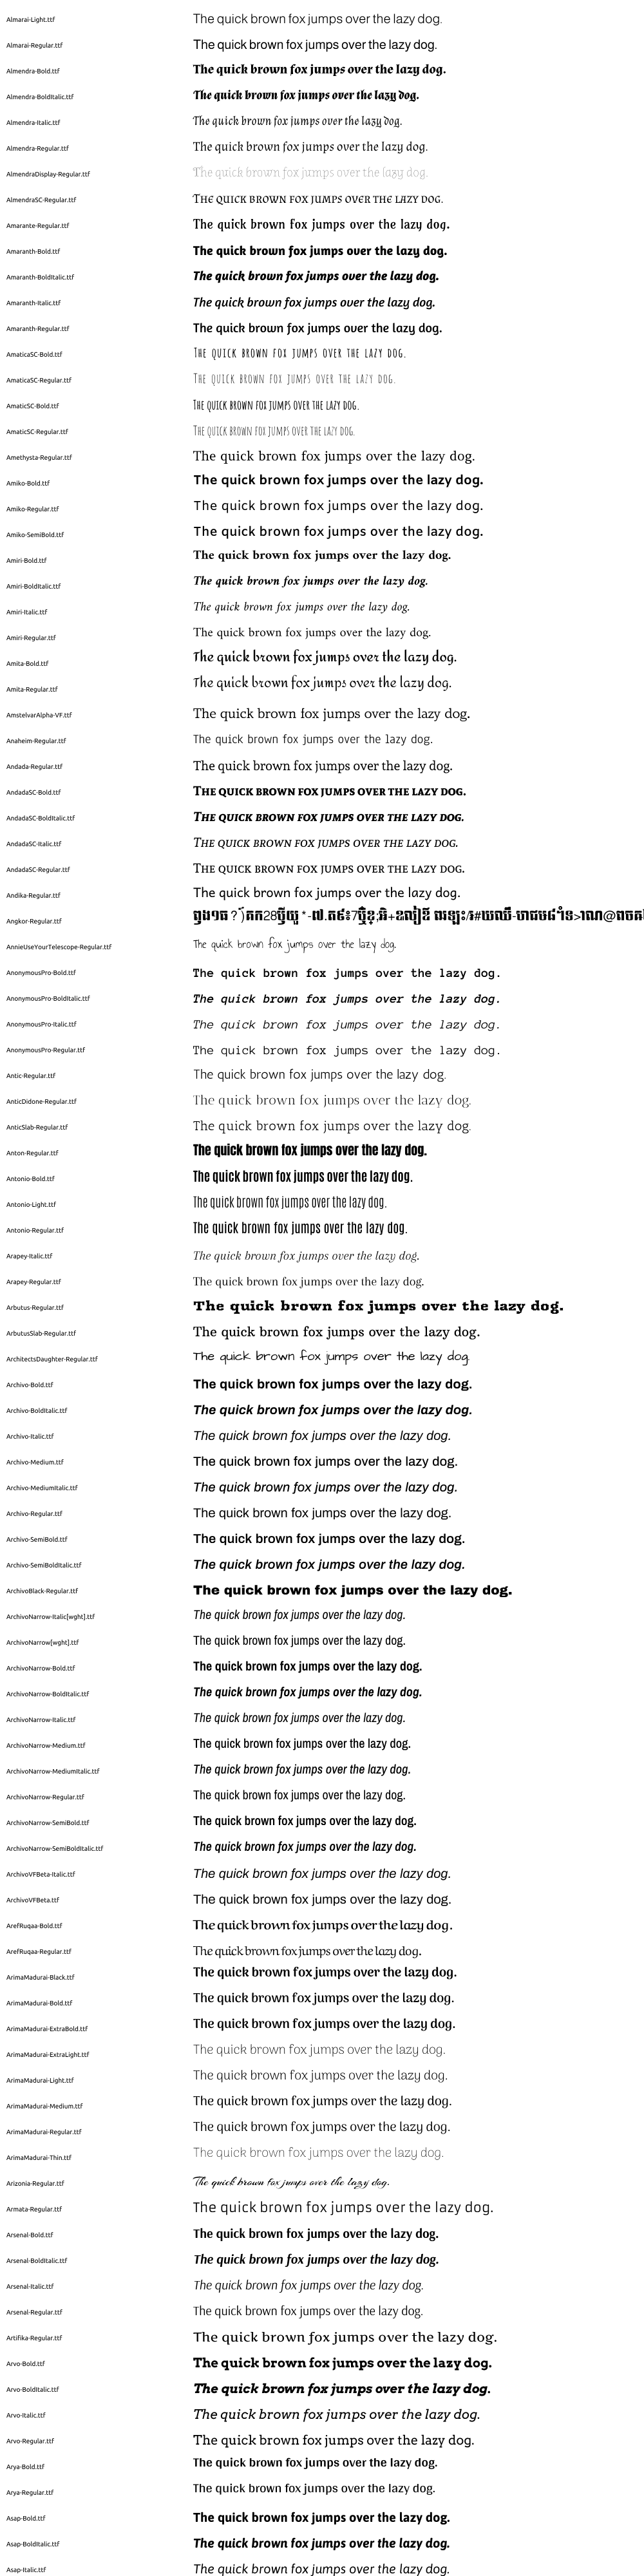 Almarai-Light.ttf The quick brown fox jumps over the lazy dog.
Almarai-Regular.ttf The quick brown fox jumps over the lazy dog.
Almendra-Bold.ttf The quick brown fox jumps over the lazy dog.
Almendra-BoldItalic.ttf The quick brown fox jumps over the lazy dog.
Almendra-Italic.ttf The quick brown fox jumps over the lazy dog.
Almendra-Regular.ttf The quick brown fox jumps over the lazy dog.
AlmendraDisplay-Regular.ttf The quick brown fox jumps over the lazy dog.
AlmendraSC-Regular.ttf THE QUICK BROWN FOX JUMPS OVER THE LAZY DOG.
Amarante-Regular.ttf The quick brown fox jumps over the lazy dog.
Amaranth-Bold.ttf The quick brown fox jumps over the lazy dog.
Amaranth-BoldItalic.ttf The quick brown fox jumps over the lazy dog.
Amaranth-Italic.ttf The quick brown fox jumps over the lazy dog.
Amaranth-Regular.ttf The quick brown fox jumps over the lazy dog.
AmaticaSC-Bold.ttf THE QUICK BROWN FOX JUMPS OVER THE LAZY DOG.
AmaticaSC-Regular.ttf THE QUICK BROWN FOX JUMPS OVER THE LAZY DOG.
AmaticSC-Bold.ttf THE QUICK BROWN FOX JUMPS OVER THE LAZY DOG.
AmaticSC-Regular.ttf THE QUICK BROWN FOX JUMPS OVER THE LAZY DOG.
Amethysta-Regular.ttf The quick brown fox jumps over the lazy dog.
Amiko-Bold.ttf The quick brown fox jumps over the lazy dog.
Amiko-Regular.ttf The quick brown fox jumps over the lazy dog.
Amiko-SemiBold.ttf The quick brown fox jumps over the lazy dog.
Amiri-Bold.ttf The quick brown fox jumps over the lazy dog.
Amiri-BoldItalic.ttf The quick brown fox jumps over the lazy dog.
Amiri-Italic.ttf The quick brown fox jumps over the lazy dog.
Amiri-Regular.ttf The quick brown fox jumps over the lazy dog.
Amita-Bold.ttf The quick brown fox jumps over the lazy dog.
Amita-Regular.ttf The quick brown fox jumps over the lazy dog.
AmstelvarAlpha-VF.ttf The quick brown fox jumps over the lazy dog.
Anaheim-Regular.ttf The quick brown fox jumps over the lazy dog.
Andada-Regular.ttf The quick brown fox jumps over the lazy dog.
AndadaSC-Bold.ttf THE QUICK BROWN FOX JUMPS OVER THE LAZY DOG.
AndadaSC-BoldItalic.ttf THE QUICK BROWN FOX JUMPS OVER THE LAZY DOG.
AndadaSC-Italic.ttf THE QUICK BROWN FOX JUMPS OVER THE LAZY DOG.
AndadaSC-Regular.ttf THE QUICK BROWN FOX JUMPS OVER THE LAZY DOG.
Andika-Regular.ttf The quick brown fox jumps over the lazy dog.
Angkor-Regular.ttf
AnnieUseYourTelescope-Regular.ttf The quick brown fox jumps over the lazy dog.
AnonymousPro-Bold.ttf The quick brown fox jumps over the lazy dog.
AnonymousPro-BoldItalic.ttf The quick brown fox jumps over the lazy dog.
AnonymousPro-Italic.ttf The quick brown fox jumps over the lazy dog.
AnonymousPro-Regular.ttf The quick brown fox jumps over the lazy dog.
Antic-Regular.ttf The quick brown fox jumps over the lazy dog.
AnticDidone-Regular.ttf The quick brown fox jumps over the lazy dog.
AnticSlab-Regular.ttf The quick brown fox jumps over the lazy dog.
Anton-Regular.ttf The quick brown fox jumps over the lazy dog.
Antonio-Bold.ttf The quick brown fox jumps over the lazy dog.
Antonio-Light.ttf The quick brown fox jumps over the lazy dog.
Antonio-Regular.ttf The quick brown fox jumps over the lazy dog.
Arapey-Italic.ttf The quick brown fox jumps over the lazy dog.
Arapey-Regular.ttf The quick brown fox jumps over the lazy dog.
Arbutus-Regular.ttf The quick brown fox jumps over the lazy dog.
ArbutusSlab-Regular.ttf The quick brown fox jumps over the lazy dog.
ArchitectsDaughter-Regular.ttf The quick brown fox jumps over the lazy dog.
Archivo-Bold.ttf The quick brown fox jumps over the lazy dog.
Archivo-BoldItalic.ttf The quick brown fox jumps over the lazy dog.
Archivo-Italic.ttf The quick brown fox jumps over the lazy dog.
Archivo-Medium.ttf The quick brown fox jumps over the lazy dog.
Archivo-MediumItalic.ttf The quick brown fox jumps over the lazy dog.
Archivo-Regular.ttf The quick brown fox jumps over the lazy dog.
Archivo-SemiBold.ttf The quick brown fox jumps over the lazy dog.
Archivo-SemiBoldItalic.ttf The quick brown fox jumps over the lazy dog.
ArchivoBlack-Regular.ttf The quick brown fox jumps over the lazy dog.
ArchivoNarrow-Italic[wght].ttf The quick brown fox jumps over the lazy dog.
ArchivoNarrow[wght].ttf The quick brown fox jumps over the lazy dog.
ArchivoNarrow-Bold.ttf The quick brown fox jumps over the lazy dog.
ArchivoNarrow-BoldItalic.ttf The quick brown fox jumps over the lazy dog.
ArchivoNarrow-Italic.ttf The quick brown fox jumps over the lazy dog.
ArchivoNarrow-Medium.ttf The quick brown fox jumps over the lazy dog.
ArchivoNarrow-MediumItalic.ttf The quick brown fox jumps over the lazy dog.
ArchivoNarrow-Regular.ttf The quick brown fox jumps over the lazy dog.
ArchivoNarrow-SemiBold.ttf The quick brown fox jumps over the lazy dog.
ArchivoNarrow-SemiBoldItalic.ttf The quick brown fox jumps over the lazy dog.
ArchivoVFBeta-Italic.ttf The quick brown fox jumps over the lazy dog.
ArchivoVFBeta.ttf The quick brown fox jumps over the lazy dog.
ArefRuqaa-Bold.ttf The quick brown fox jumps over the lazy dog.
ArefRuqaa-Regular.ttf The quick brown fox jumps over the lazy dog.
ArimaMadurai-Black.ttf The quick brown fox jumps over the lazy dog.
ArimaMadurai-Bold.ttf The quick brown fox jumps over the lazy dog.
ArimaMadurai-ExtraBold.ttf The quick brown fox jumps over the lazy dog.
ArimaMadurai-ExtraLight.ttf The quick brown fox jumps over the lazy dog.
ArimaMadurai-Light.ttf The quick brown fox jumps over the lazy dog.
ArimaMadurai-Medium.ttf The quick brown fox jumps over the lazy dog.
ArimaMadurai-Regular.ttf The quick brown fox jumps over the lazy dog.
ArimaMadurai-Thin.ttf The quick brown fox jumps over the lazy dog.
Arizonia-Regular.ttf The quick brown fox jumps over the lazy dog.
Armata-Regular.ttf The quick brown fox jumps over the lazy dog.
Arsenal-Bold.ttf The quick brown fox jumps over the lazy dog.
Arsenal-BoldItalic.ttf The quick brown fox jumps over the lazy dog.
Arsenal-Italic.ttf The quick brown fox jumps over the lazy dog.
Arsenal-Regular.ttf The quick brown fox jumps over the lazy dog.
Artifika-Regular.ttf The quick brown fox jumps over the lazy dog.
Arvo-Bold.ttf The quick brown fox jumps over the lazy dog.
Arvo-BoldItalic.ttf The quick brown fox jumps over the lazy dog.
Arvo-Italic.ttf The quick brown fox jumps over the lazy dog.
Arvo-Regular.ttf The quick brown fox jumps over the lazy dog.
Arya-Bold.ttf The quick brown fox jumps over the lazy dog.
Arya-Regular.ttf The quick brown fox jumps over the lazy dog.
Asap-Bold.ttf The quick brown fox jumps over the lazy dog.
Asap-BoldItalic.ttf The quick brown fox jumps over the lazy dog.
Asap-Italic.ttf The quick brown fox jumps over the lazy dog.